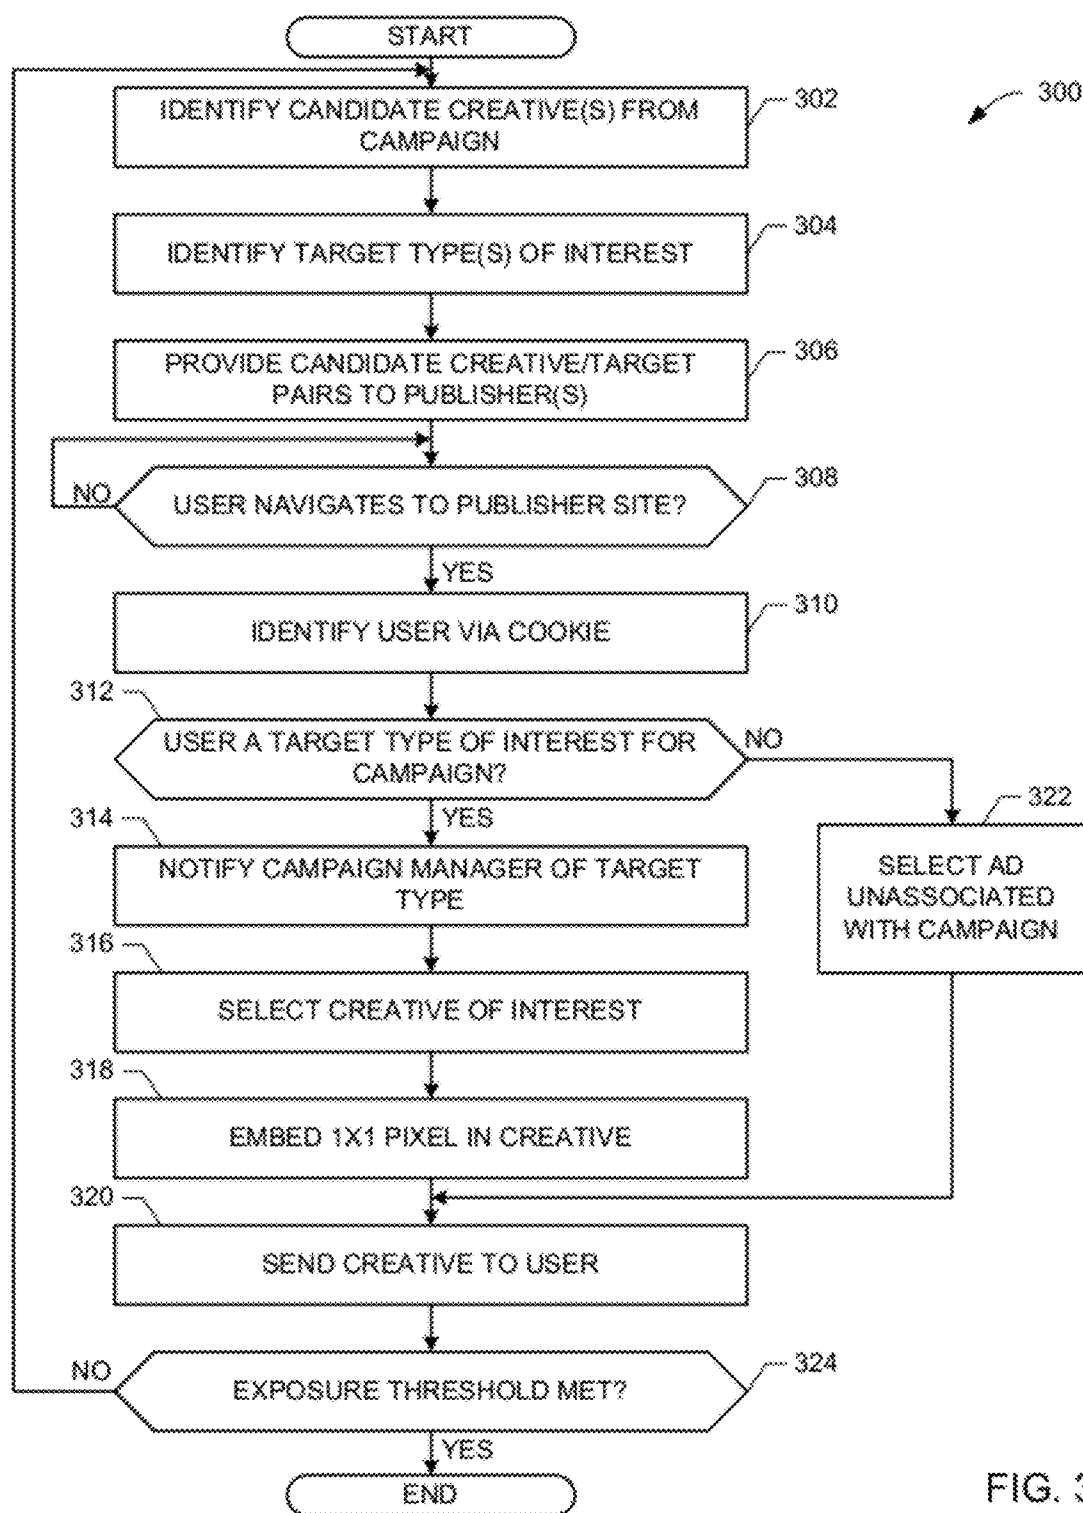 START
300
IDENTIFY CANDIDATE CREATIVE(S) FROM
CAMPAIGN
302
IDENTIFY TARGET TYPE(S) OF INTEREST
304
PROVIDE CANDIDATE CREATIVE/TARGET
PAIRS TO PUBLISHER(S)
306
NO
USER NAVIGATES TO PUBLISHER SITE?
308
YES
IDENTIFY USER VIA COOKIE
310
312
USER A TARGET TYPE OF INTEREST FOR
CAMPAIGN?
NO
YES
314
NOTIFY CAMPAIGN MANAGER OF TARGET
TYPE
322
SELECT AD
UNASSOCIATED
WITH CAMPAIGN
316
SELECT CREATIVE OF INTEREST
318
EMBED 1X1 PIXEL IN CREATIVE
320
SEND CREATIVE TO USER
NO
EXPOSURE THRESHOLD MET?
324
YES
END
FIG.